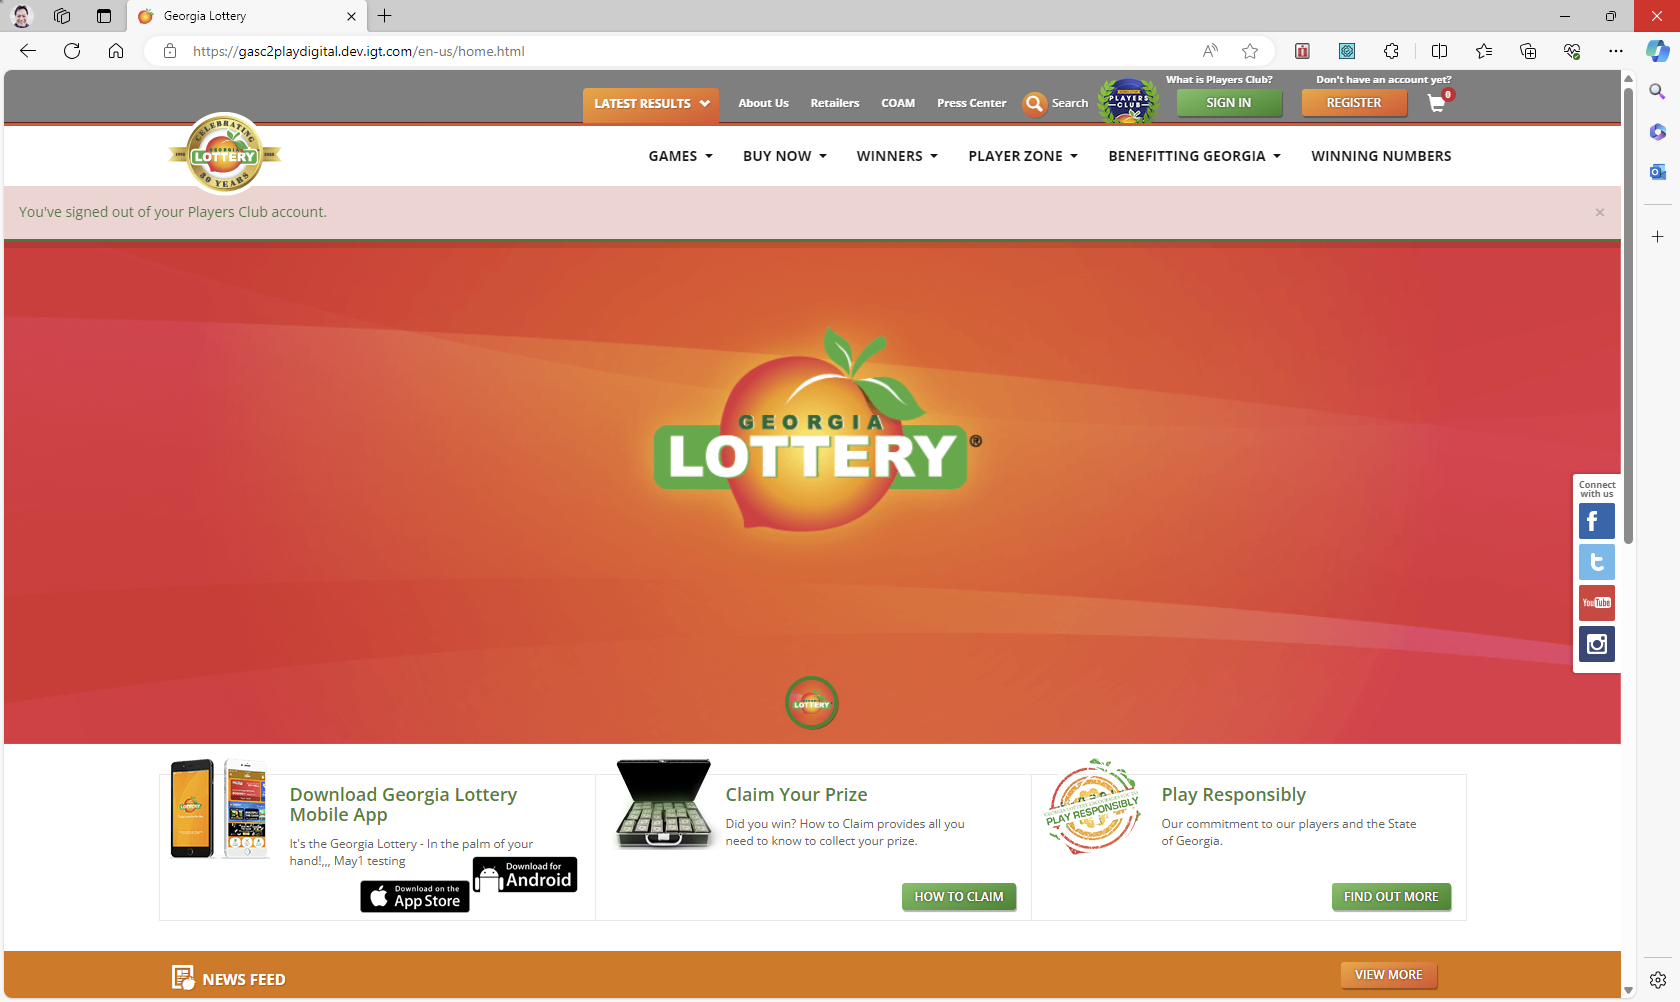 Georgia Lottery
https://gasc2playdigital.dev.igt.com/en-us/home.html
What is Players Club?
Don't have an account yet?
LATEST RESULTS
About Us
Retailers
COAM
Press Center
Search
PLAYERS
CLUB
SIGN IN
REGISTER
0
CELEBRATING
GEORGIA
LOTTERY
30 YEARS
GAMES
BUY NOW
WINNERS
PLAYER ZONE
BENEFITTING GEORGIA
WINNING NUMBERS
You've signed out of your Players Club account.
GEORGIA
LOTTERY®
Connect
with us
YouTube
LOTTERY
Download Georgia Lottery
Mobile App
It's the Georgia Lottery - In the palm of your
hand!,,, May1 testing
Download on the
App Store
Download for
Android
Claim Your Prize
Did you win? How to Claim provides all you
need to know to collect your prize.
HOW TO CLAIM
PLAY RESPONSIBLY
Play Responsibly
Our commitment to our players and the State
of Georgia.
FIND OUT MORE
NEWS FEED
VIEW MORE